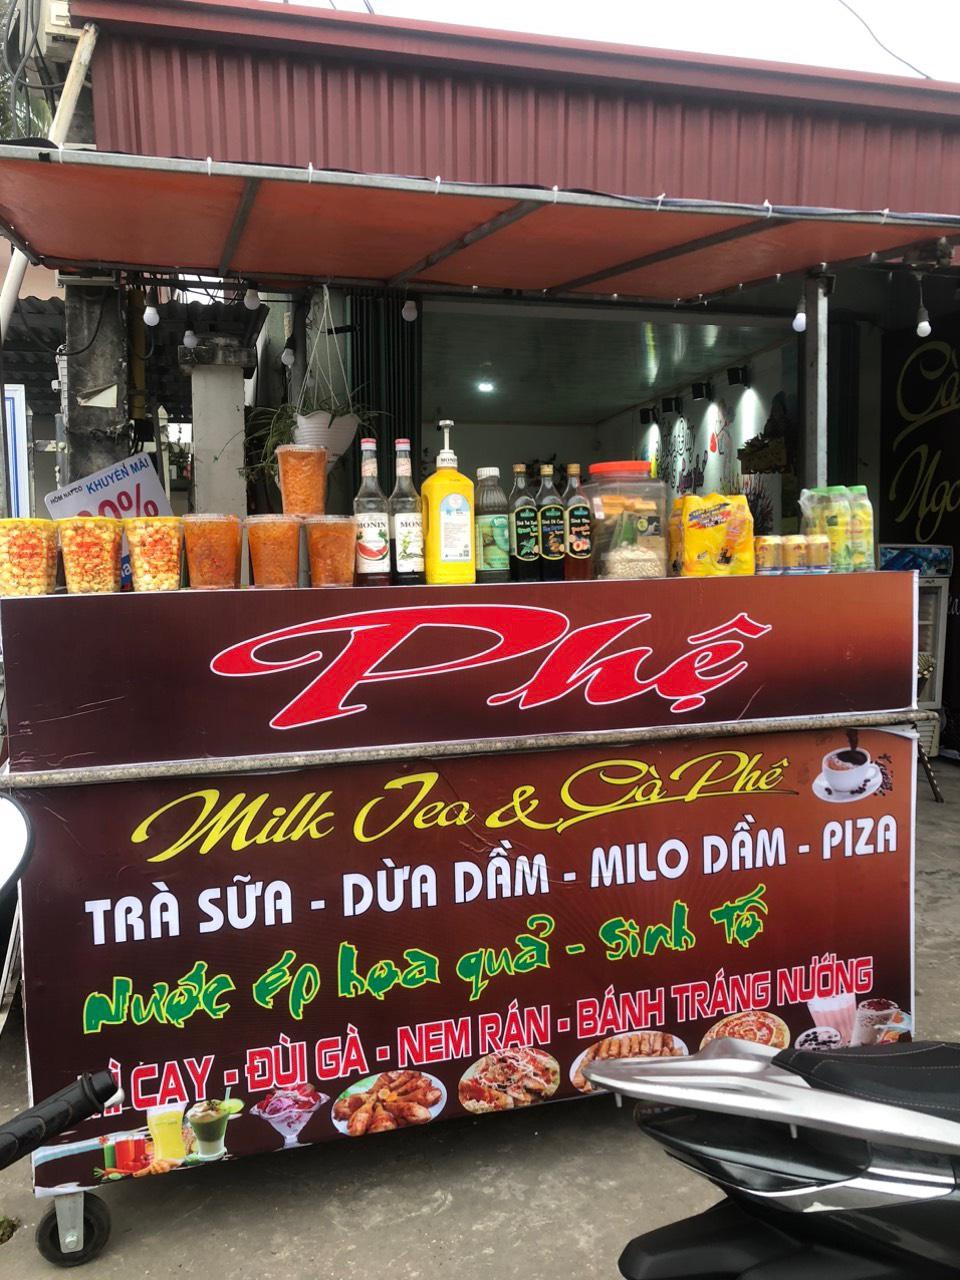 KHUYẾN MÃI
MONIN
MONIN
Phệ
Milk Tea & Cà Phê
TRÀ SỮA - DỪA DẦM - MILO DẦM - PIZA
Nước ép hoa quả - Sinh Tố
MÌ CAY - ĐÙI GÀ - NEM RÁN - BÁNH TRÁNG NƯỚNG